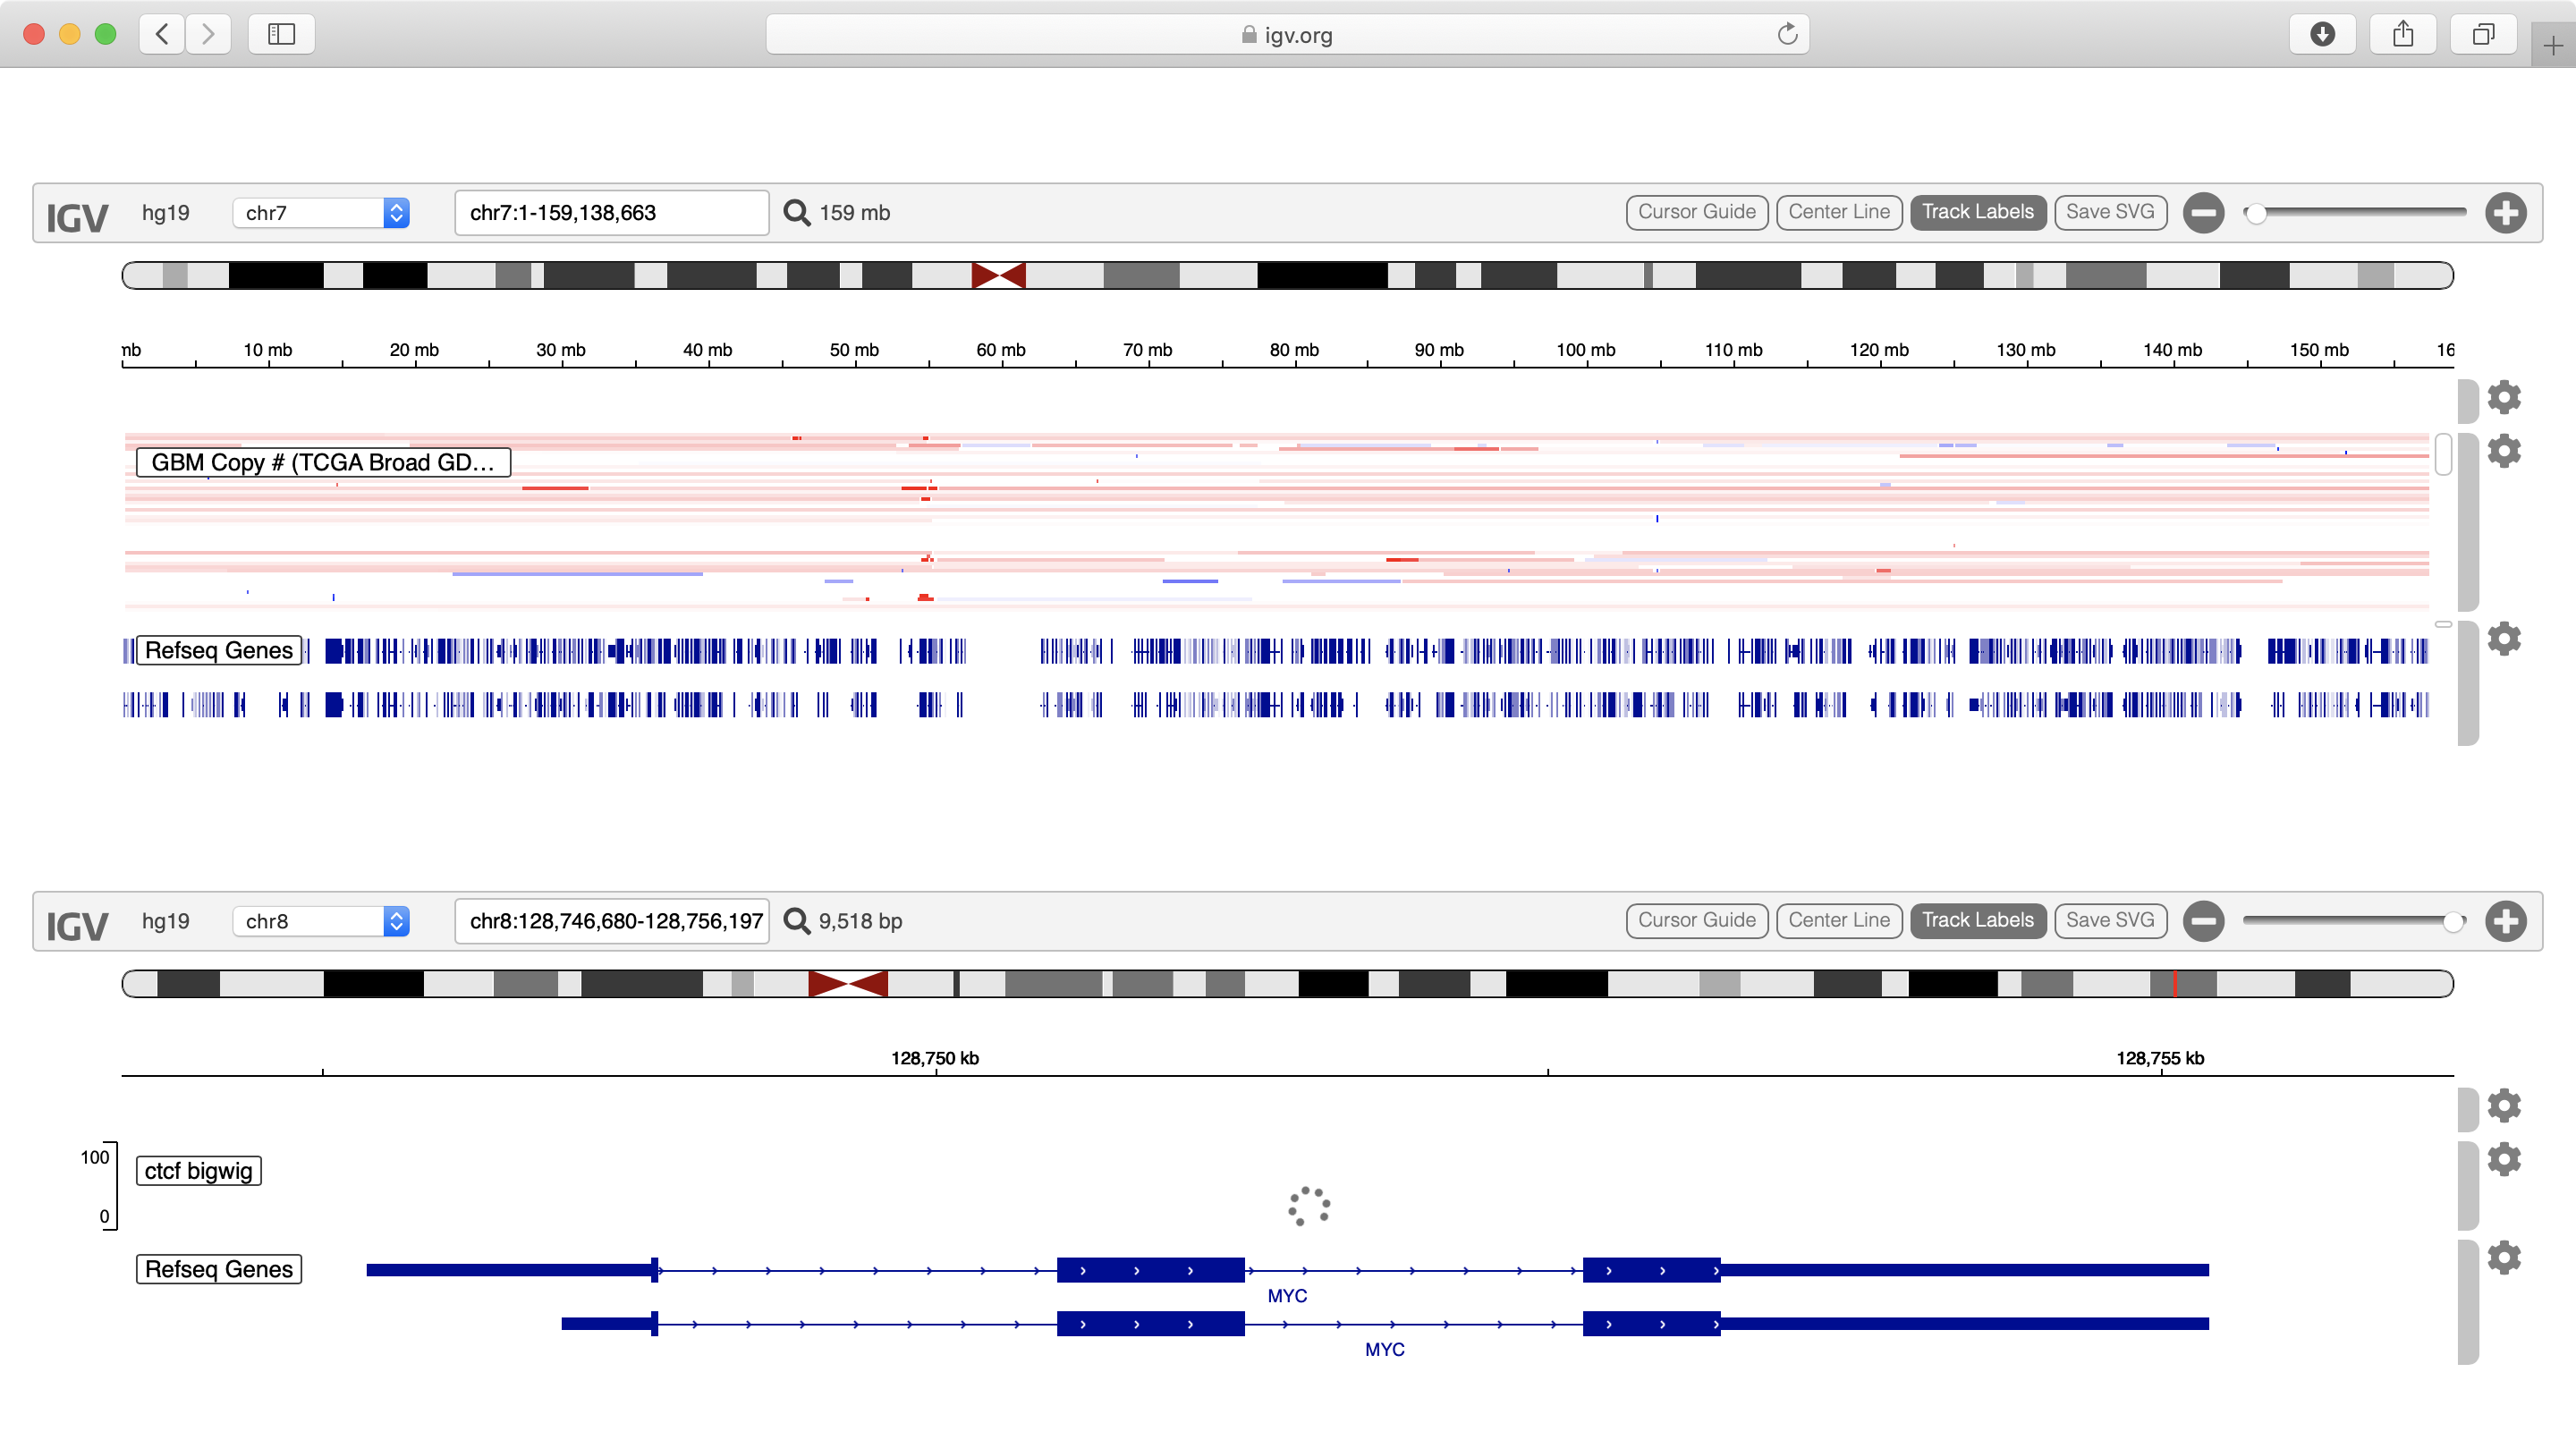 igv.org
IGV hg19 chr7 chr7:1-159,138,663 159 mb Cursor Guide Center Line Track Labels Save SVG
mb 10 mb 20 mb 30 mb 40 mb 50 mb 60 mb 70 mb 80 mb 90 mb 100 mb 110 mb 120 mb 130 mb 140 mb 150 mb 16
GBM Copy # (TCGA Broad GD...
Refseq Genes
IGV hg19 chr8 chr8:128,746,680-128,756,197 9,518 bp Cursor Guide Center Line Track Labels Save SVG
128,750 kb 128,755 kb
100
ctcf bigwig
0
Refseq Genes
MYC
MYC